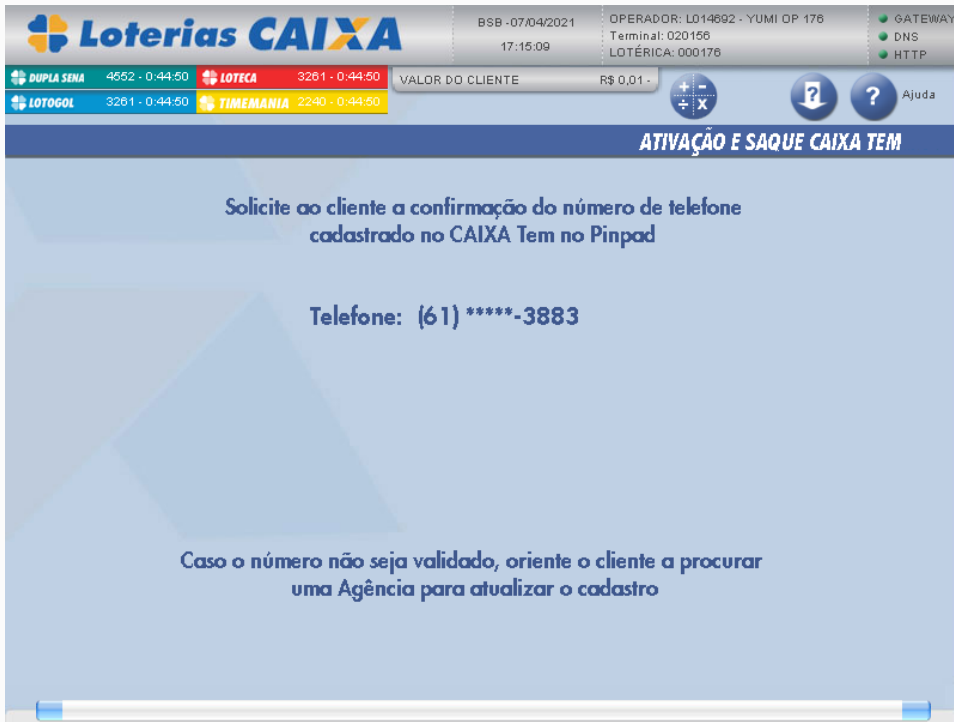 Loterias CAIXA
BSB - 07/04/2021
17:15:09
OPERADOR: L014692 - YUMI OP 176
Terminal: 020156
LOTÉRICA: 000176
GATEWAY
DNS
HTTP
DUPLA SENA 4552 - 0:44:50 LOTECA 3261 - 0:44:50
LOTOGOL 3261 - 0:44:50 TIMEMANIA 2240 - 0:44:50
VALOR DO CLIENTE R$ 0,01 -
+ - ÷ x
?
? Ajuda
ATIVAÇÃO E SAQUE CAIXA TEM
Solicite ao cliente a confirmação do número de telefone
cadastrado no CAIXA Tem no Pinpad
Telefone: (61) *****-3883
Caso o número não seja validado, oriente o cliente a procurar
uma Agência para atualizar o cadastro